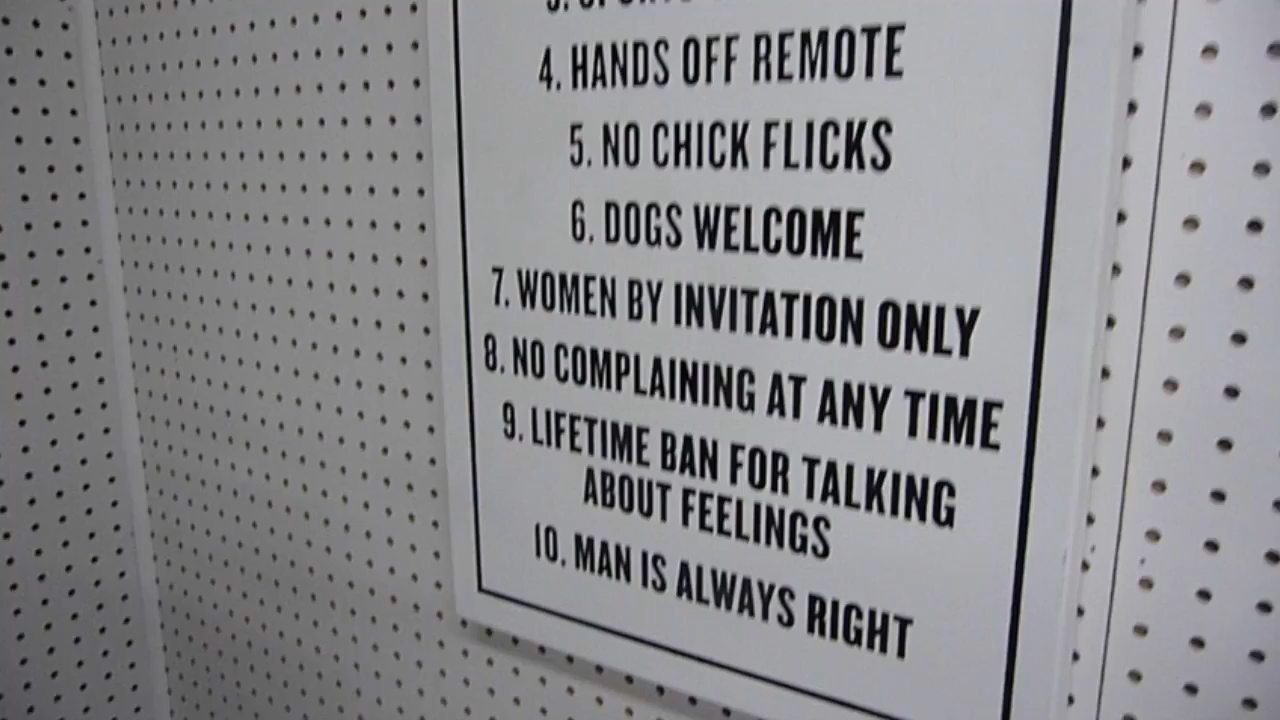 4. HANDS OFF REMOTE
5. NO CHICK FLICKS
6. DOGS WELCOME
7. WOMEN BY INVITATION ONLY
8. NO COMPLAINING AT ANY TIME
9. LIFETIME BAN FOR TALKING
ABOUT FEELINGS
10. MAN IS ALWAYS RIGHT